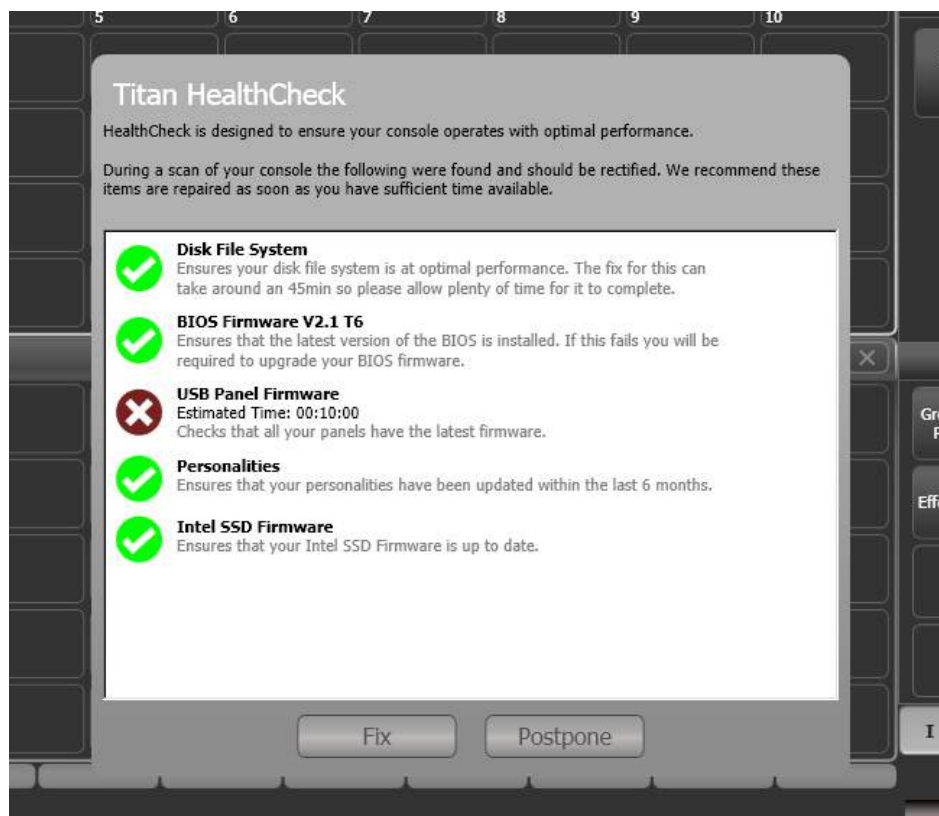 5 6 7 8 9 10
Titan HealthCheck
HealthCheck is designed to ensure your console operates with optimal performance.
During a scan of your console the following were found and should be rectified. We recommend these
items are repaired as soon as you have sufficient time available.
Disk File System
Ensures your disk file system is at optimal performance. The fix for this can
take around an 45min so please allow plenty of time for it to complete.
BIOS Firmware V2.1 T6
Ensures that the latest version of the BIOS is installed. If this fails you will be
required to upgrade your BIOS firmware.
USB Panel Firmware
Estimated Time: 00:10:00
Checks that all your panels have the latest firmware.
Personalities
Ensures that your personalities have been updated within the last 6 months.
Intel SSD Firmware
Ensures that your Intel SSD Firmware is up to date.
Fix
Postpone
Gr
Eff
I